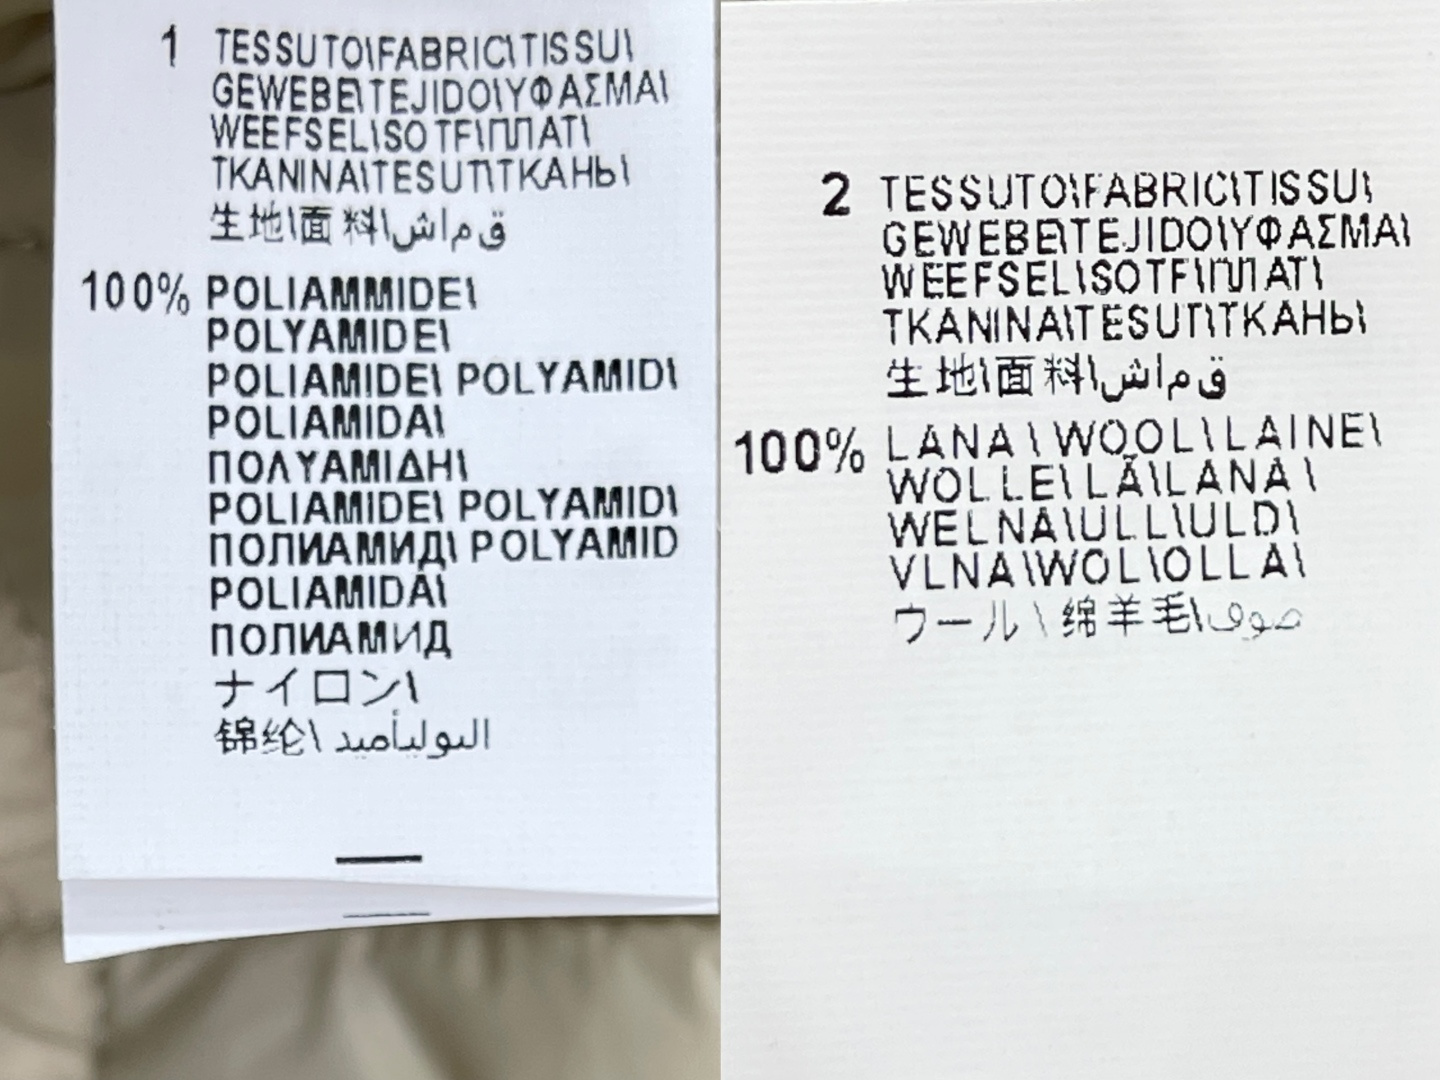 1 TESSUTO\FABRIC\TISSU\
GEWEBE\TEJIDO\ΥΦΑΣΜΑ\
WEEFSEL\SOTF\ПЛАТ\
TKANINA\TESUT\ТКАНЬ\
生地\面料\قماش
100% POLIAMMIDE\
POLYAMIDE\
POLIAMIDE\ POLYAMID\
POLIAMIDA\
ΠΟΛΥΑΜΙΔΗ\
POLIAMIDE\ POLYAMID\
ПОЛИАМИД\ POLYAMID
POLIAMIDA\
ПОЛИАМИД
ナイロン\
锦纶\ البوليأميد
2 TESSUTO\FABRIC\TISSU\
GEWEBE\TEJIDO\ΥΦΑΣΜΑ\
WEEFSEL\SOTF\ПЛАТ\
TKANINA\TESUT\ТКАНЬ\
生地\面料\قماش
100% LANA\WOOL\LAINE\
WOLLE\LÃ\LANA\
WELNA\ULL\ULD\
VLNA\WOL\OLLA\
ウール\绵羊毛\صوف